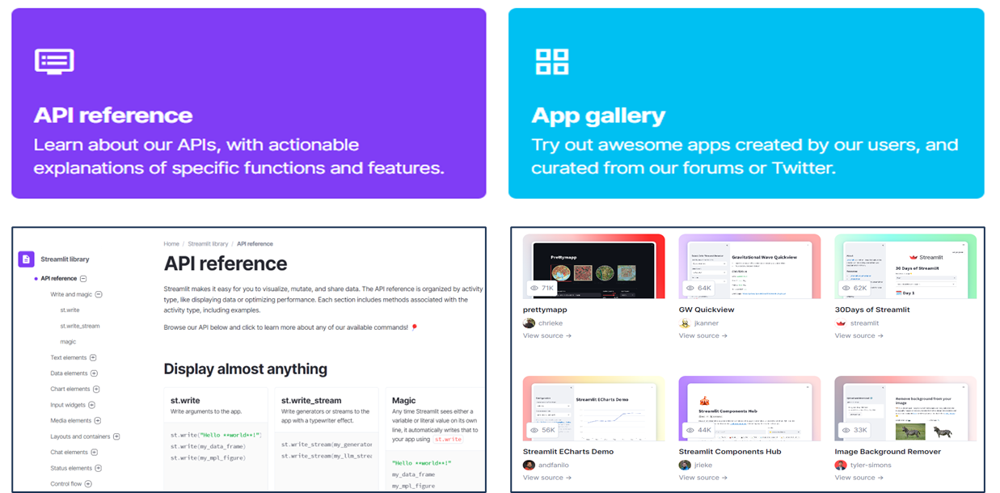 API reference
Learn about our APIs, with actionable
explanations of specific functions and features.
App gallery
Try out awesome apps created by our users, and
curated from our forums or Twitter.
Streamlit library
API reference
Write and magic
st.write
st.write_stream
magic
Text elements
Data elements
Chart elements
Input widgets
Media elements
Layouts and containers
Chat elements
Status elements
Control flow
Home / Streamlit library / API reference
API reference
Streamlit makes it easy for you to visualize, mutate, and share data. The API reference is organized by activity
type, like displaying data or optimizing performance. Each section includes methods associated with the
activity type, including examples.
Browse our API below and click to learn more about any of our available commands! 🎈
Display almost anything
st.write
Write arguments to the app.
st.write("Hello **world**!")
st.write(my_data_frame)
st.write(my_mpl_figure)
st.write_stream
Write generators or streams to the
app with a typewriter effect.
st.write_stream(my_generator
st.write_stream(my_llm_strea
Magic
Any time Streamlit sees either a
variable or literal value on its own
line, it automatically writes that to
your app using st.write
"Hello **world**!"
my_data_frame
my_mpl_figure
Prettymapp
71K
prettymapp
chrieke
View source →
Gravitational Wave Quickview
64K
GW Quickview
jkanner
View source →
Streamlit
30 Days of Streamlit
Day 1
62K
30Days of Streamlit
streamlit
View source →
Streamlit ECharts Demo
56K
Streamlit ECharts Demo
andfanilo
View source →
Streamlit Components Hub
44K
Streamlit Components Hub
jrieke
View source →
Remove background from your
image
33K
Image Background Remover
tyler-simons
View source →